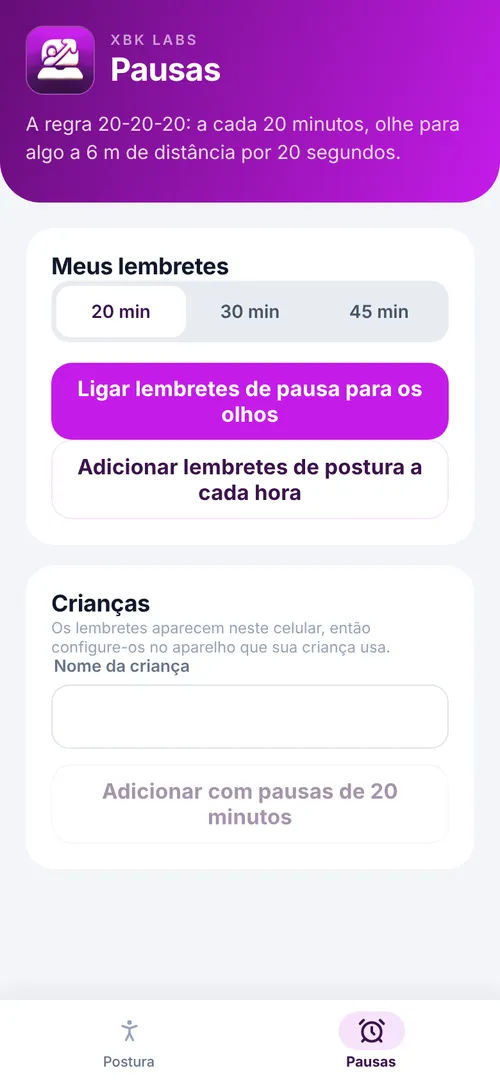 XBK LABS
Pausas
A regra 20-20-20: a cada 20 minutos, olhe para
algo a 6 m de distância por 20 segundos.
Meus lembretes
20 min
30 min
45 min
Ligar lembretes de pausa para os
olhos
Adicionar lembretes de postura a
cada hora
Crianças
Os lembretes aparecem neste celular, então
configure-os no aparelho que sua criança usa.
Nome da criança
Adicionar com pausas de 20
minutos
Postura
Pausas